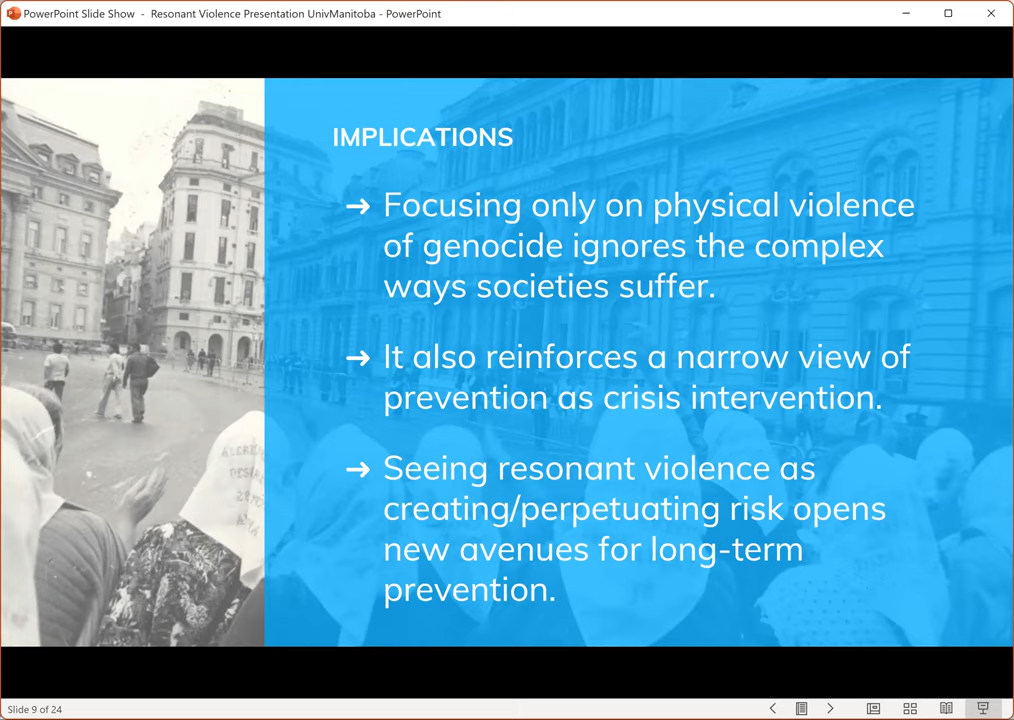 PowerPoint Slide Show - Resonant Violence Presentation UnivManitoba - PowerPoint
IMPLICATIONS
→ Focusing only on physical violence
of genocide ignores the complex
ways societies suffer.
→ It also reinforces a narrow view of
prevention as crisis intervention.
→ Seeing resonant violence as
creating/perpetuating risk opens
new avenues for long-term
prevention.
Slide 9 of 24